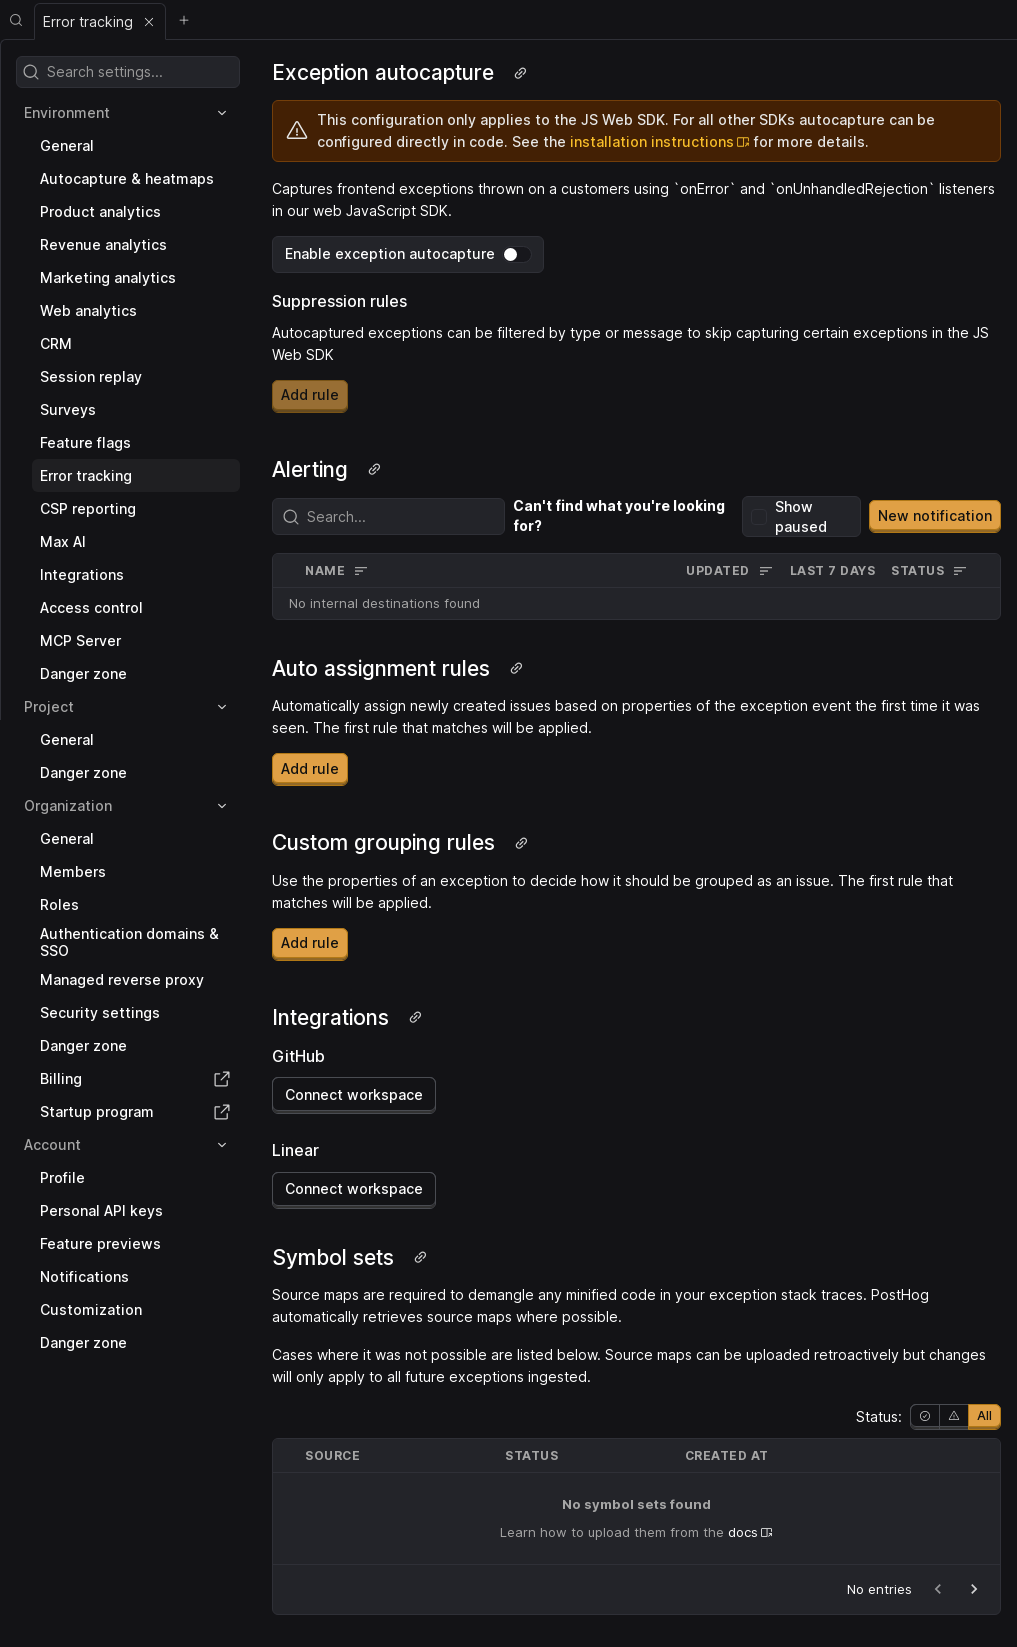 Error tracking
Search settings...
Environment
General
Autocapture & heatmaps
Product analytics
Revenue analytics
Marketing analytics
Web analytics
CRM
Session replay
Surveys
Feature flags
Error tracking
CSP reporting
Max AI
Integrations
Access control
MCP Server
Danger zone
Project
General
Danger zone
Organization
General
Members
Roles
Authentication domains &
SSO
Managed reverse proxy
Security settings
Danger zone
Billing
Startup program
Account
Profile
Personal API keys
Feature previews
Notifications
Customization
Danger zone
Exception autocapture
This configuration only applies to the JS Web SDK. For all other SDKs autocapture can be
configured directly in code. See the installation instructions for more details.
Captures frontend exceptions thrown on a customers using `onError` and `onUnhandledRejection` listeners
in our web JavaScript SDK.
Enable exception autocapture
Suppression rules
Autocaptured exceptions can be filtered by type or message to skip capturing certain exceptions in the JS
Web SDK
Add rule
Alerting
Search...
Can't find what you're looking
for?
Show
paused
New notification
NAME UPDATED LAST 7 DAYS STATUS
No internal destinations found
Auto assignment rules
Automatically assign newly created issues based on properties of the exception event the first time it was
seen. The first rule that matches will be applied.
Add rule
Custom grouping rules
Use the properties of an exception to decide how it should be grouped as an issue. The first rule that
matches will be applied.
Add rule
Integrations
GitHub
Connect workspace
Linear
Connect workspace
Symbol sets
Source maps are required to demangle any minified code in your exception stack traces. PostHog
automatically retrieves source maps where possible.
Cases where it was not possible are listed below. Source maps can be uploaded retroactively but changes
will only apply to all future exceptions ingested.
Status: All
SOURCE STATUS CREATED AT
No symbol sets found
Learn how to upload them from the docs
No entries